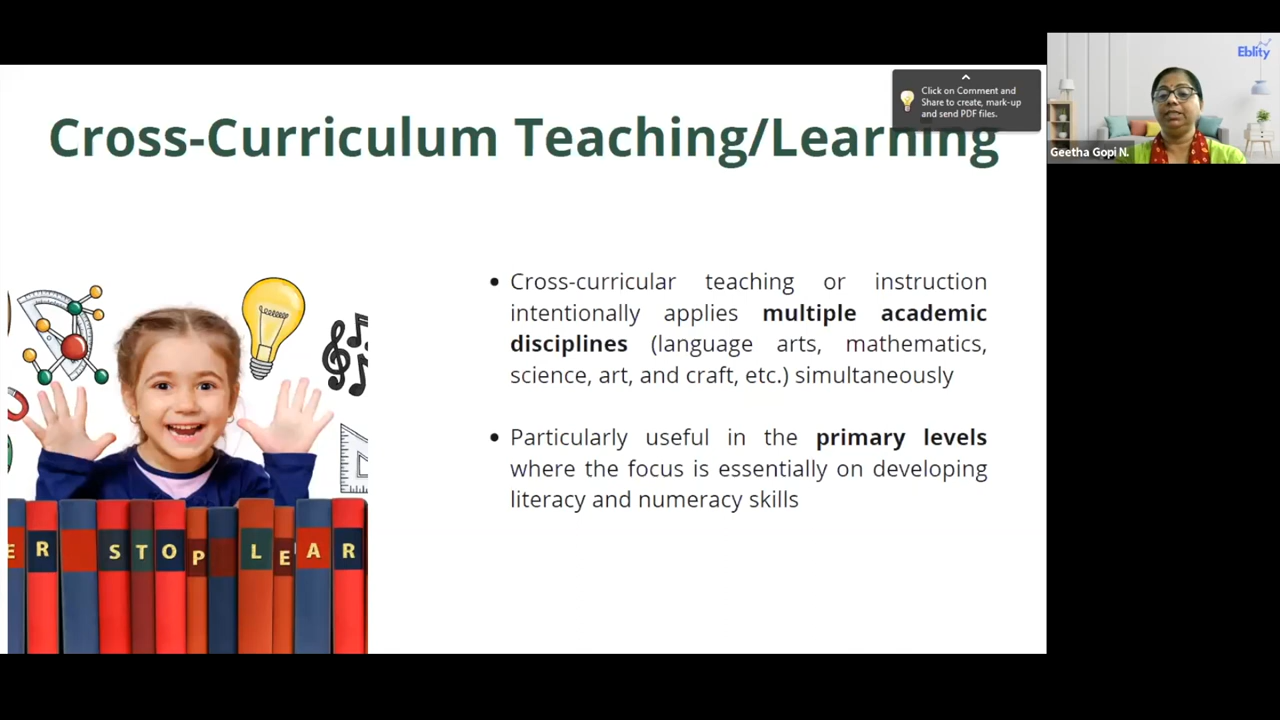 Eblity
Click on Comment and
Share to create, mark-up
and send PDF files.
Cross-Curriculum Teaching/Learning
Geetha Gopi N.
Cross-curricular teaching or instruction
intentionally applies multiple academic
disciplines (language arts, mathematics,
science, art, and craft, etc.) simultaneously
Particularly useful in the primary levels
where the focus is essentially on developing
literacy and numeracy skills
ER STOP LEAR